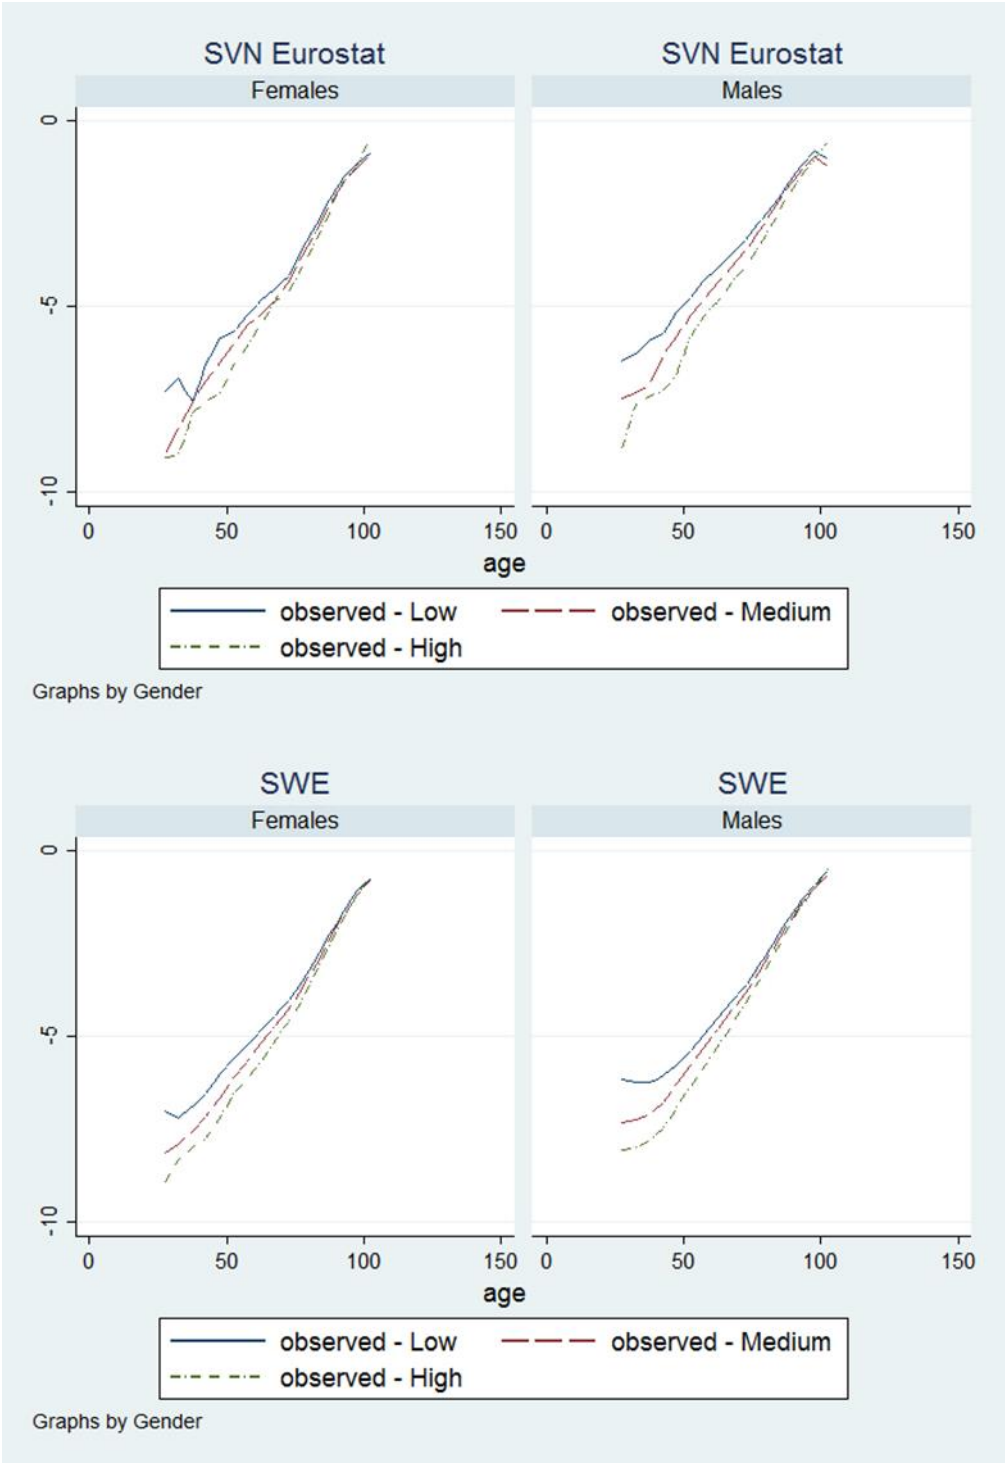 SVN Eurostat SVN Eurostat
Females Males
0
-5
-10
0 50 100 150 0 50 100 150
age
observed - Low observed - Medium
observed - High
Graphs by Gender
SWE SWE
Females Males
0
-5
-10
0 50 100 150 0 50 100 150
age
observed - Low observed - Medium
observed - High
Graphs by Gender